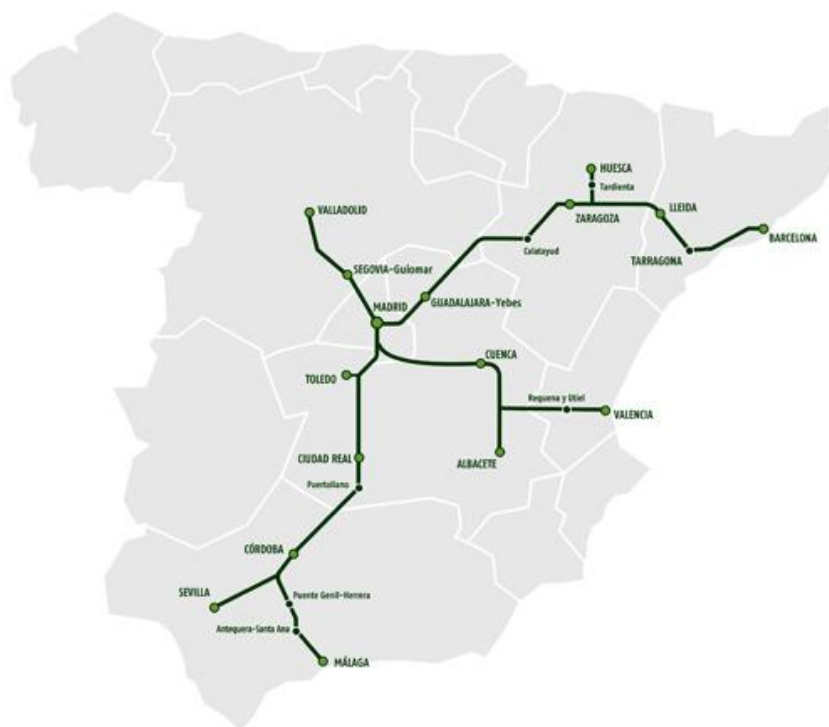 HUESCA
Tardienta
VALLADOLID
LLEIDA
ZARAGOZA
BARCELONA
Calatayud
TARRAGONA
SEGOVIA-Guiomar
GUADALAJARA-Yebes
MADRID
CUENCA
TOLEDO
Requena y Utiel
VALENCIA
CIUDAD REAL
ALBACETE
Puertollano
CÓRDOBA
SEVILLA
Puente Genil-Herrera
Antequera-Santa Ana
MÁLAGA